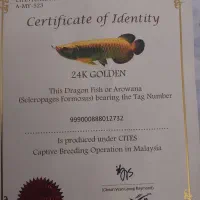 Certificate of Identity
24K GOLDEN
This Dragon Fish or Arowana
(Scleropages Formosus) bearing the Tag Number
999000888012732
is produced under CITES
Captive Breeding Operation in Malaysia